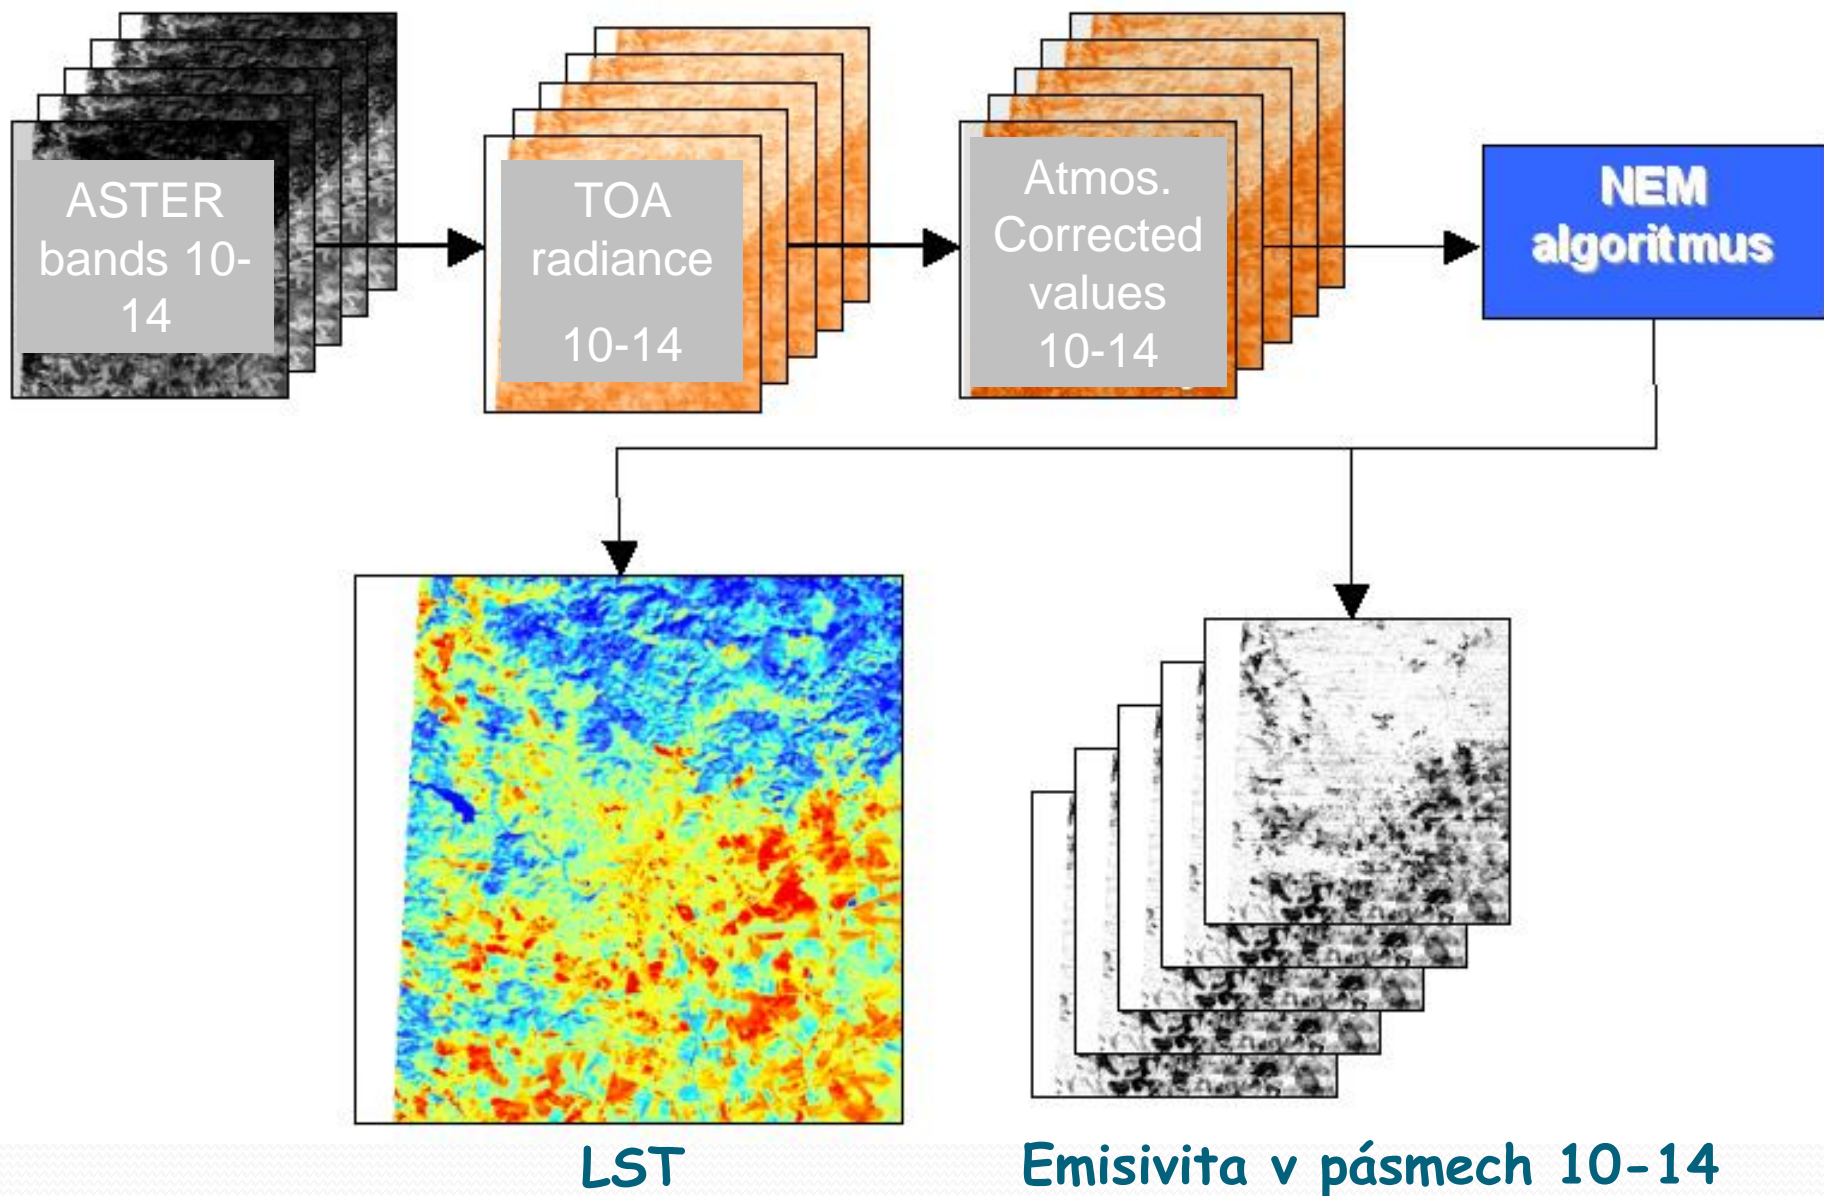 ASTER
bands 10-
14
TOA
radiance
10-14
Atmos.
Corrected
values
10-14
NEM
algoritmus
LST
Emisivita v pásmech 10-14